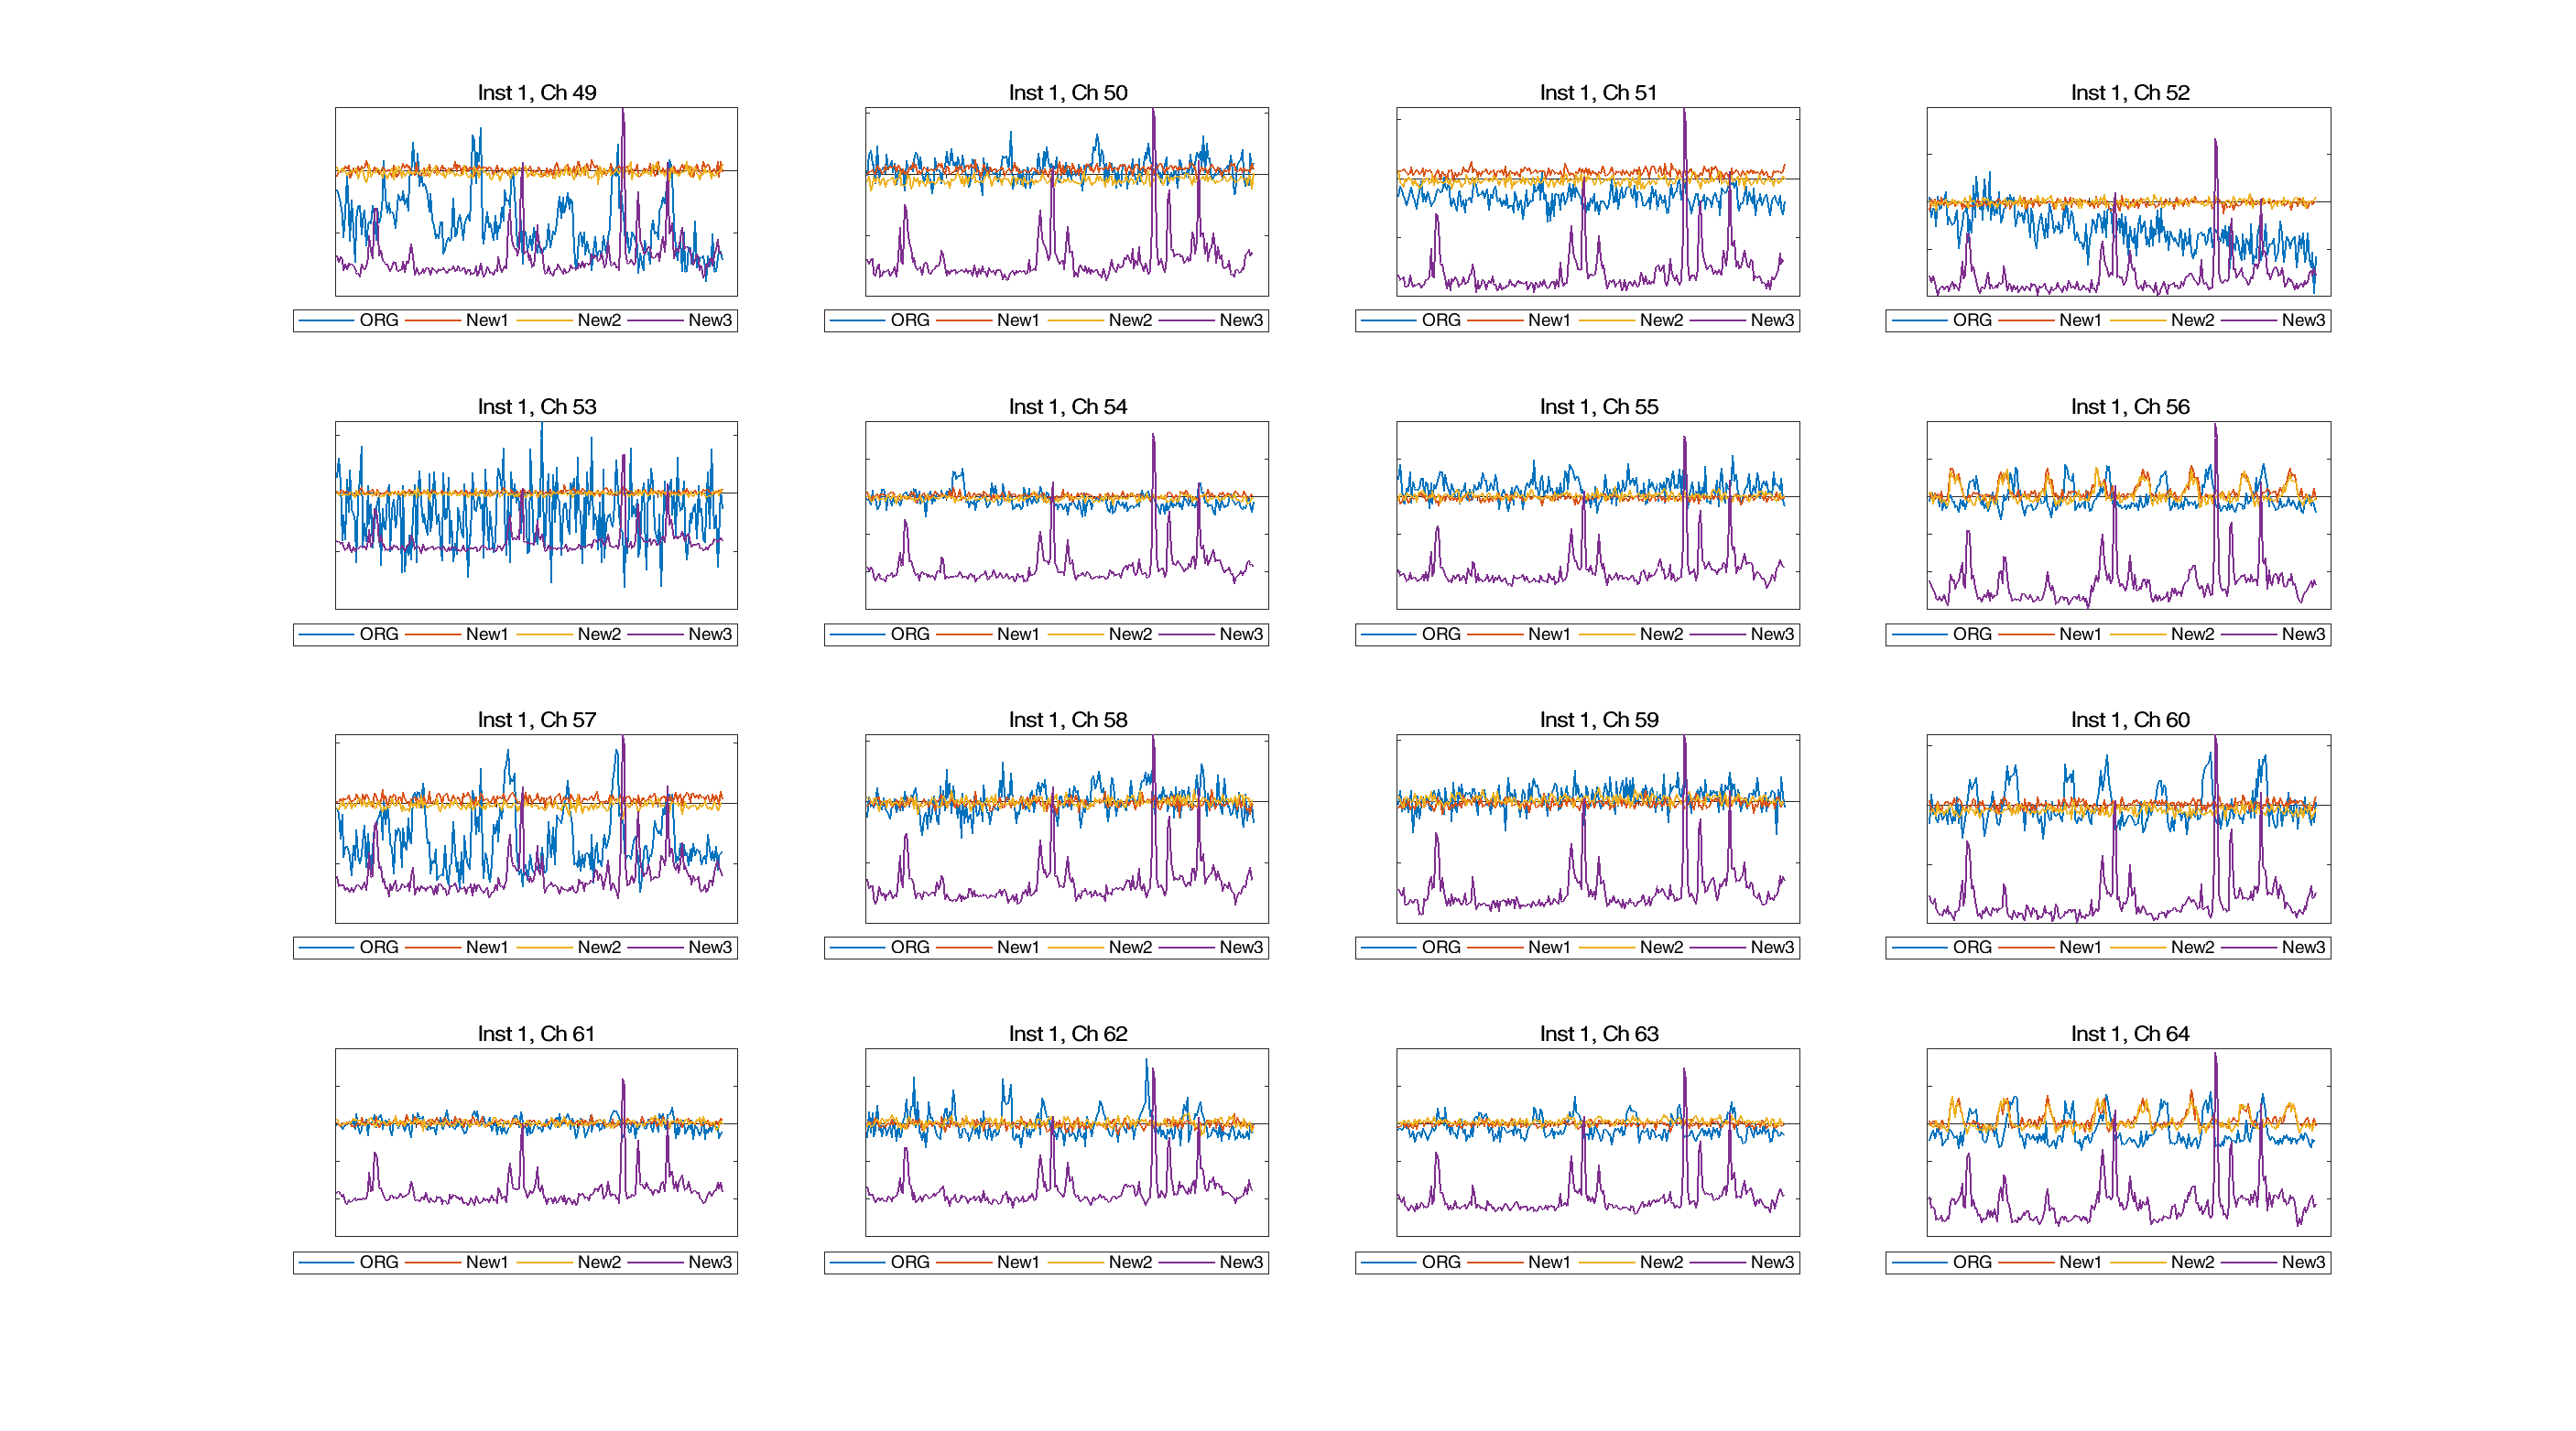 Inst 1, Ch 49
ORG New1 New2 New3
Inst 1, Ch 50
ORG New1 New2 New3
Inst 1, Ch 51
ORG New1 New2 New3
Inst 1, Ch 52
ORG New1 New2 New3
Inst 1, Ch 53
ORG New1 New2 New3
Inst 1, Ch 54
ORG New1 New2 New3
Inst 1, Ch 55
ORG New1 New2 New3
Inst 1, Ch 56
ORG New1 New2 New3
Inst 1, Ch 57
ORG New1 New2 New3
Inst 1, Ch 58
ORG New1 New2 New3
Inst 1, Ch 59
ORG New1 New2 New3
Inst 1, Ch 60
ORG New1 New2 New3
Inst 1, Ch 61
ORG New1 New2 New3
Inst 1, Ch 62
ORG New1 New2 New3
Inst 1, Ch 63
ORG New1 New2 New3
Inst 1, Ch 64
ORG New1 New2 New3